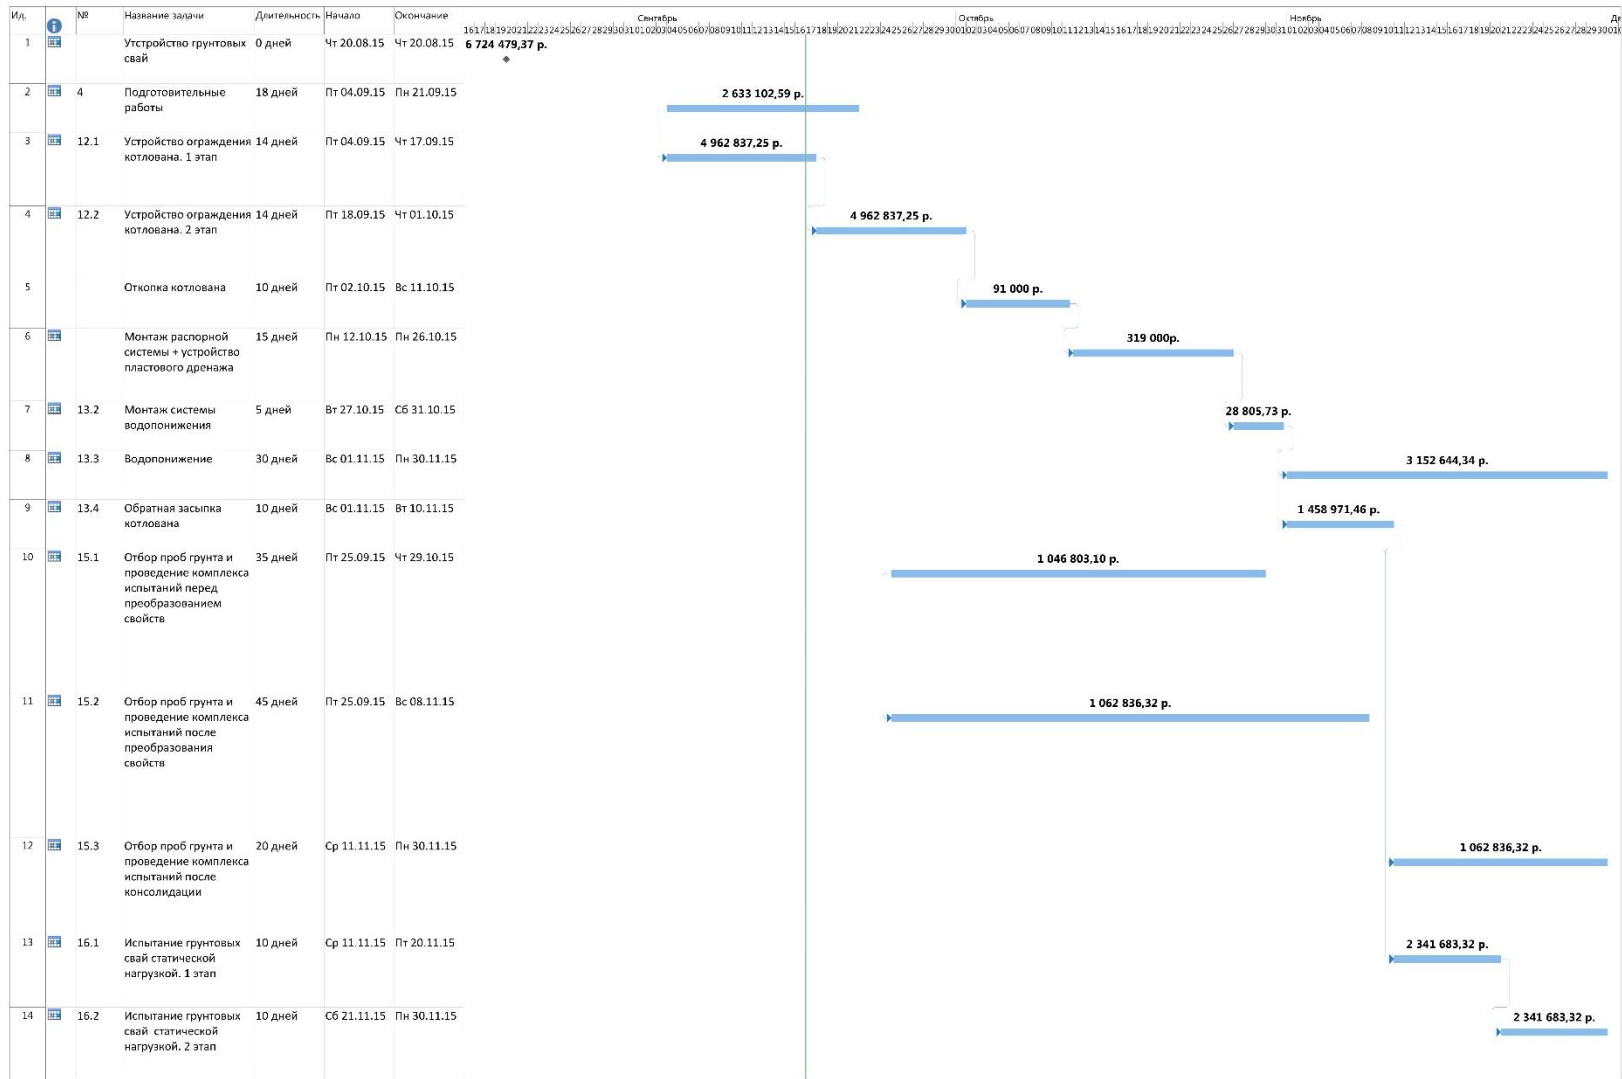 Ид.
№
Название задачи
Длительность
Начало
Окончание
Сентябрь
Октябрь
Ноябрь
1
Утстройство грунтовых
свай
0 дней
Чт 20.08.15
Чт 20.08.15
6 724 479,37 р.
2
4
Подготовительные
работы
18 дней
Пт 04.09.15
Пн 21.09.15
2 633 102,59 р.
3
12.1
Устройство ограждения
котлована. 1 этап
14 дней
Пт 04.09.15
Чт 17.09.15
4 962 837,25 р.
4
12.2
Устройство ограждения
котлована. 2 этап
14 дней
Пт 18.09.15
Чт 01.10.15
4 962 837,25 р.
5
Откопка котлована
10 дней
Пт 02.10.15
Вс 11.10.15
91 000 р.
6
Монтаж распорной
системы + устройство
пластового дренажа
15 дней
Пн 12.10.15
Пн 26.10.15
319 000р.
7
13.2
Монтаж системы
водопонижения
5 дней
Вт 27.10.15
Сб 31.10.15
28 805,73 р.
8
13.3
Водопонижение
30 дней
Вс 01.11.15
Пн 30.11.15
3 152 644,34 р.
9
13.4
Обратная засыпка
котлована
10 дней
Вс 01.11.15
Вт 10.11.15
1 458 971,46 р.
10
15.1
Отбор проб грунта и
проведение комплекса
испытаний перед
преобразованием
свойств
35 дней
Пт 25.09.15
Чт 29.10.15
1 046 803,10 р.
11
15.2
Отбор проб грунта и
проведение комплекса
испытаний после
преобразования
свойств
45 дней
Пт 25.09.15
Вс 08.11.15
1 062 836,32 р.
12
15.3
Отбор проб грунта и
проведение комплекса
испытаний после
консолидации
20 дней
Ср 11.11.15
Пн 30.11.15
1 062 836,32 р.
13
16.1
Испытание грунтовых
свай статической
нагрузкой. 1 этап
10 дней
Ср 11.11.15
Пт 20.11.15
2 341 683,32 р.
14
16.2
Испытание грунтовых
свай статической
нагрузкой. 2 этап
10 дней
Сб 21.11.15
Пн 30.11.15
2 341 683,32 р.